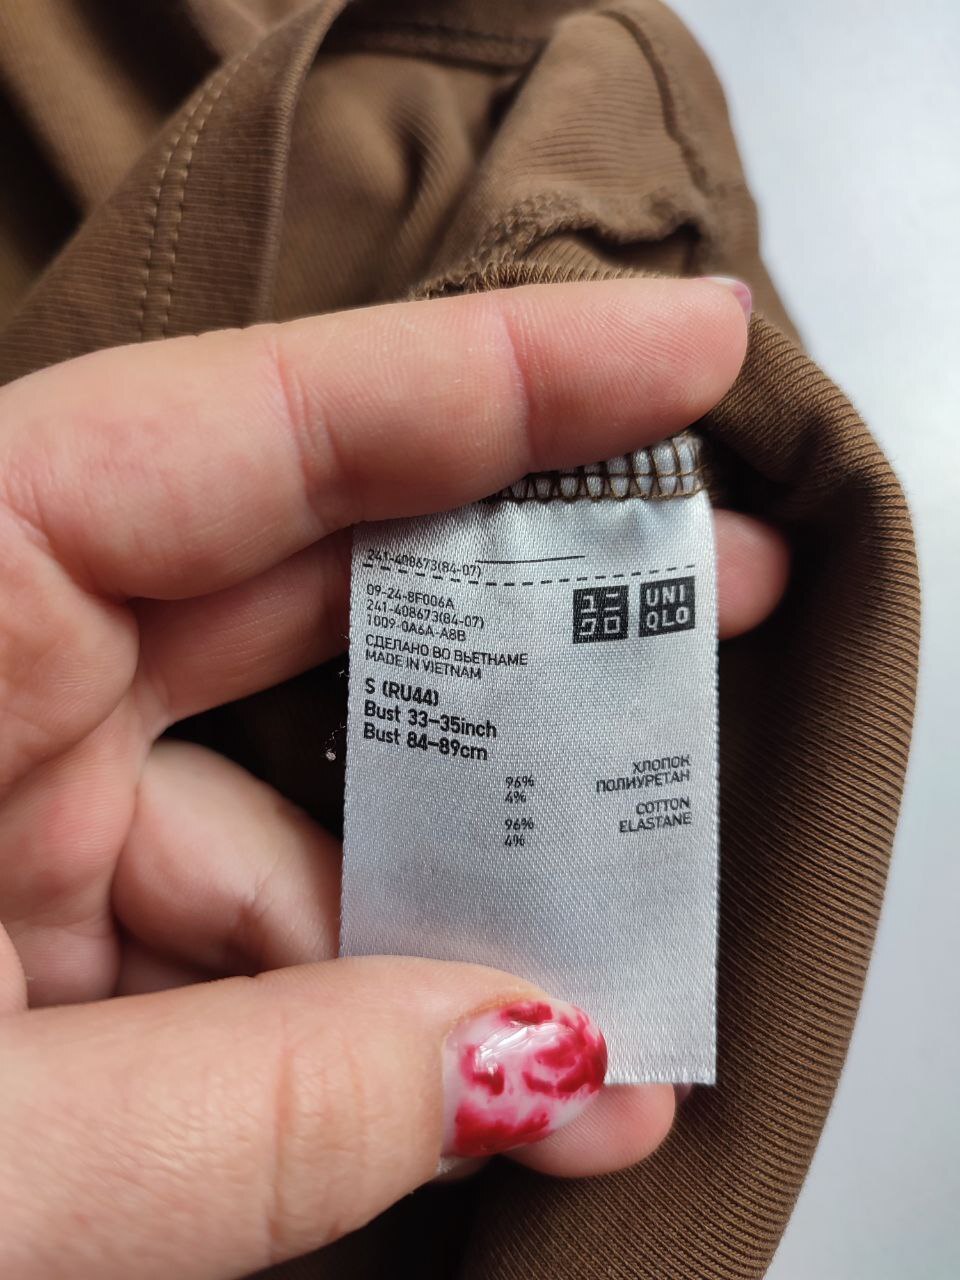 241-408673(84-07)
09-24-8F006A
241-408673(84-07)
1009-0A6A-A8B
ユニ
クロ
UNI
QLO
СДЕЛАНО ВО ВЬЕТНАМЕ
MADE IN VIETNAM
S (RU44)
Bust 33-35inch
Bust 84-89cm
96% ХЛОПОК
4% ПОЛИУРЕТАН
96% COTTON
4% ELASTANE